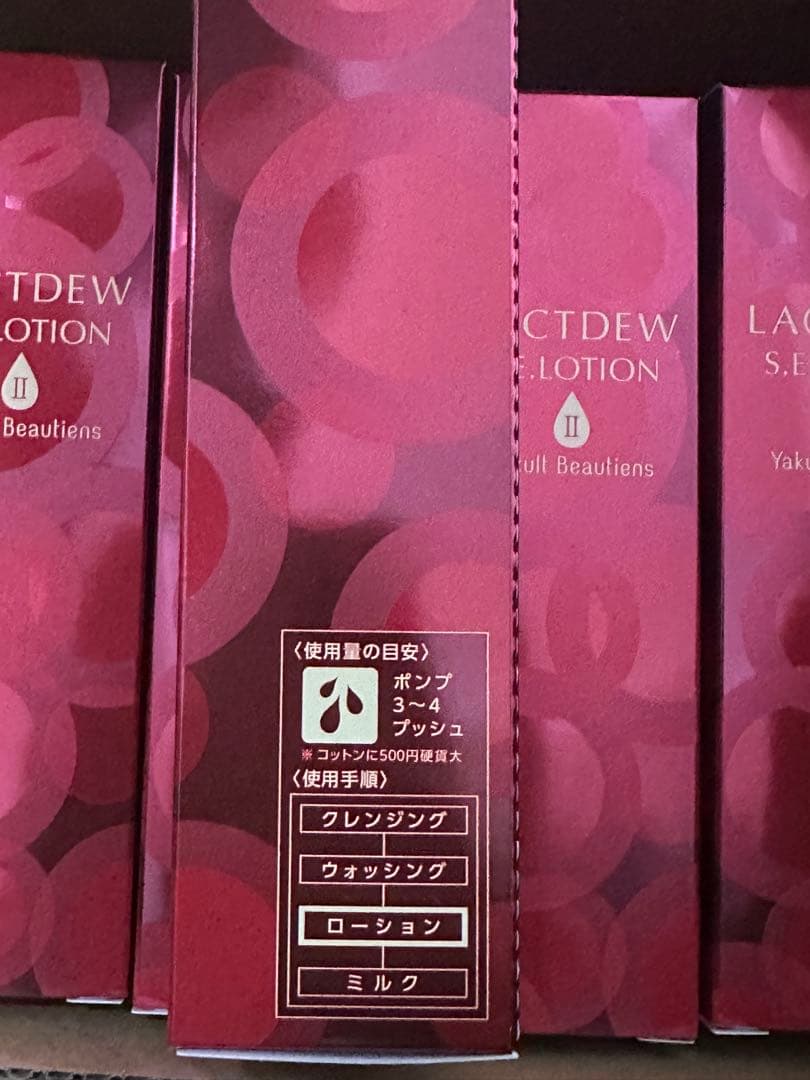 CTDEW
LOTION
II
Beautiens
〈使用量の目安〉
ポンプ
3〜4
プッシュ
※コットンに500円硬貨大
〈使用手順〉
クレンジング
ウォッシング
ローション
ミルク
CTDEW
E.LOTION
II
ult Beautiens
LAC
S.E
Yaku